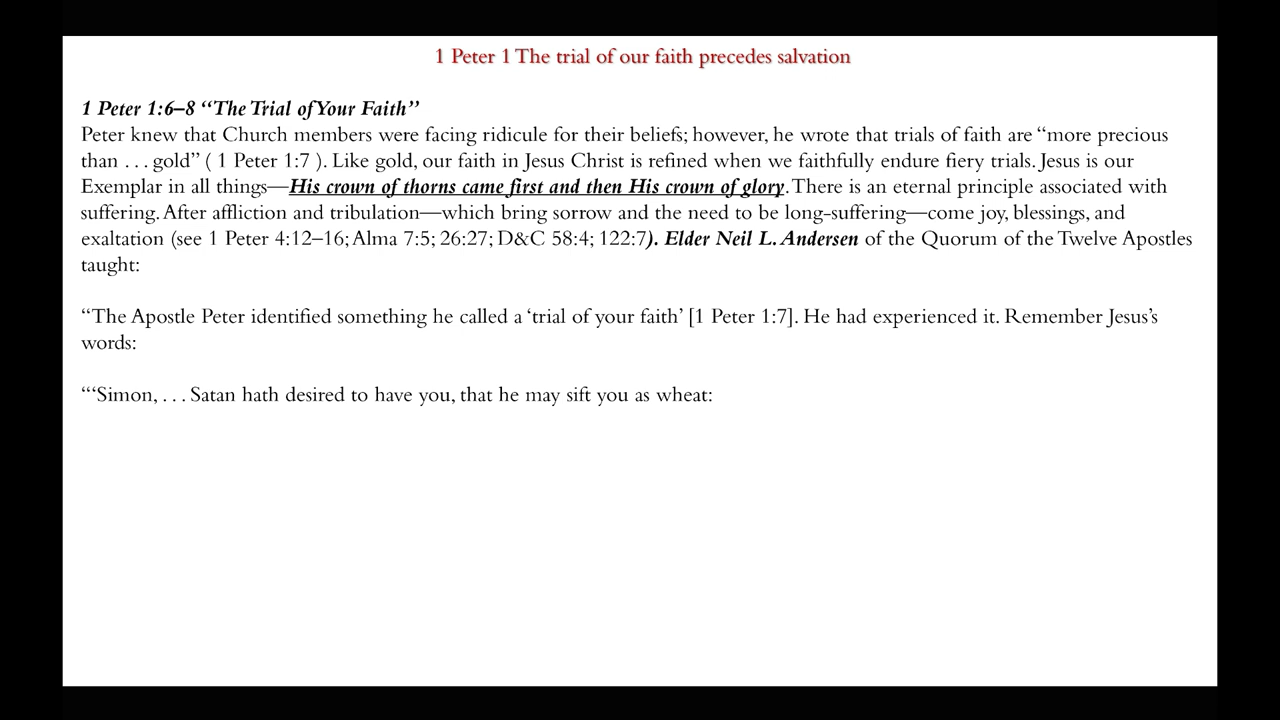 1 Peter 1 The trial of our faith precedes salvation
1 Peter 1:6–8 “The Trial of Your Faith”
Peter knew that Church members were facing ridicule for their beliefs; however, he wrote that trials of faith are “more precious
than . . . gold” ( 1 Peter 1:7 ). Like gold, our faith in Jesus Christ is refined when we faithfully endure fiery trials. Jesus is our
Exemplar in all things—His crown of thorns came first and then His crown of glory. There is an eternal principle associated with
suffering. After affliction and tribulation—which bring sorrow and the need to be long-suffering—come joy, blessings, and
exaltation (see 1 Peter 4:12–16; Alma 7:5; 26:27; D&C 58:4; 122:7). Elder Neil L. Andersen of the Quorum of the Twelve Apostles
taught:
“The Apostle Peter identified something he called a ‘trial of your faith’ [1 Peter 1:7]. He had experienced it. Remember Jesus’s
words:
“‘Simon, . . . Satan hath desired to have you, that he may sift you as wheat: